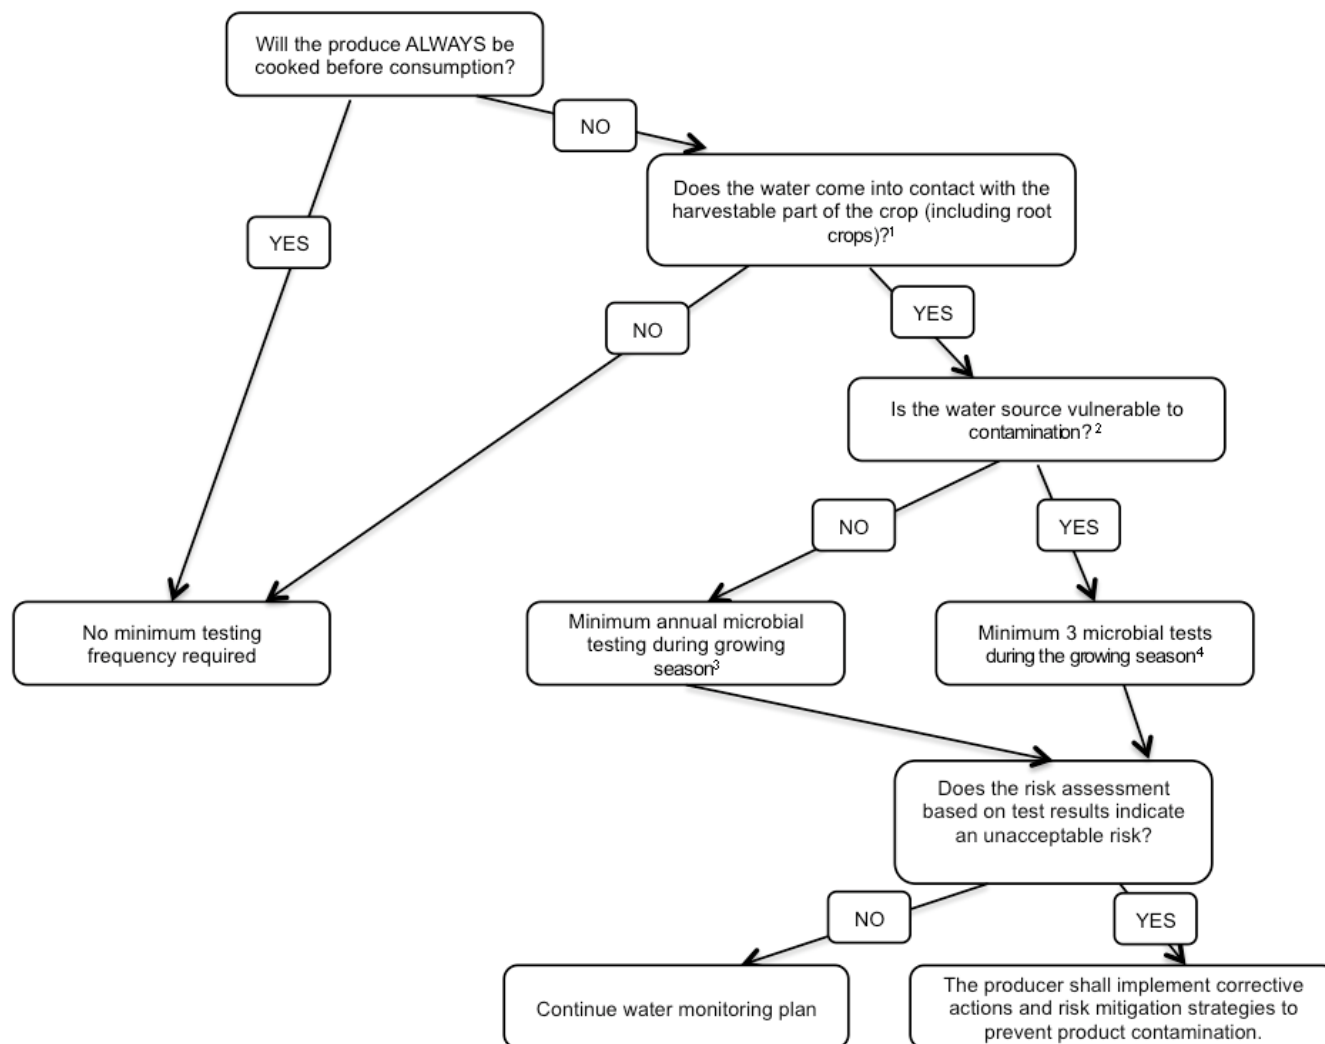 Will the produce ALWAYS be
cooked before consumption?
NO
Does the water come into contact with the
harvestable part of the crop (including root
crops)?¹
YES
NO
YES
Is the water source vulnerable to
contamination? ²
NO
YES
No minimum testing
frequency required
Minimum annual microbial
testing during growing
season³
Minimum 3 microbial tests
during the growing season⁴
Does the risk assessment
based on test results indicate
an unacceptable risk?
NO
YES
Continue water monitoring plan
The producer shall implement corrective
actions and risk mitigation strategies to
prevent product contamination.